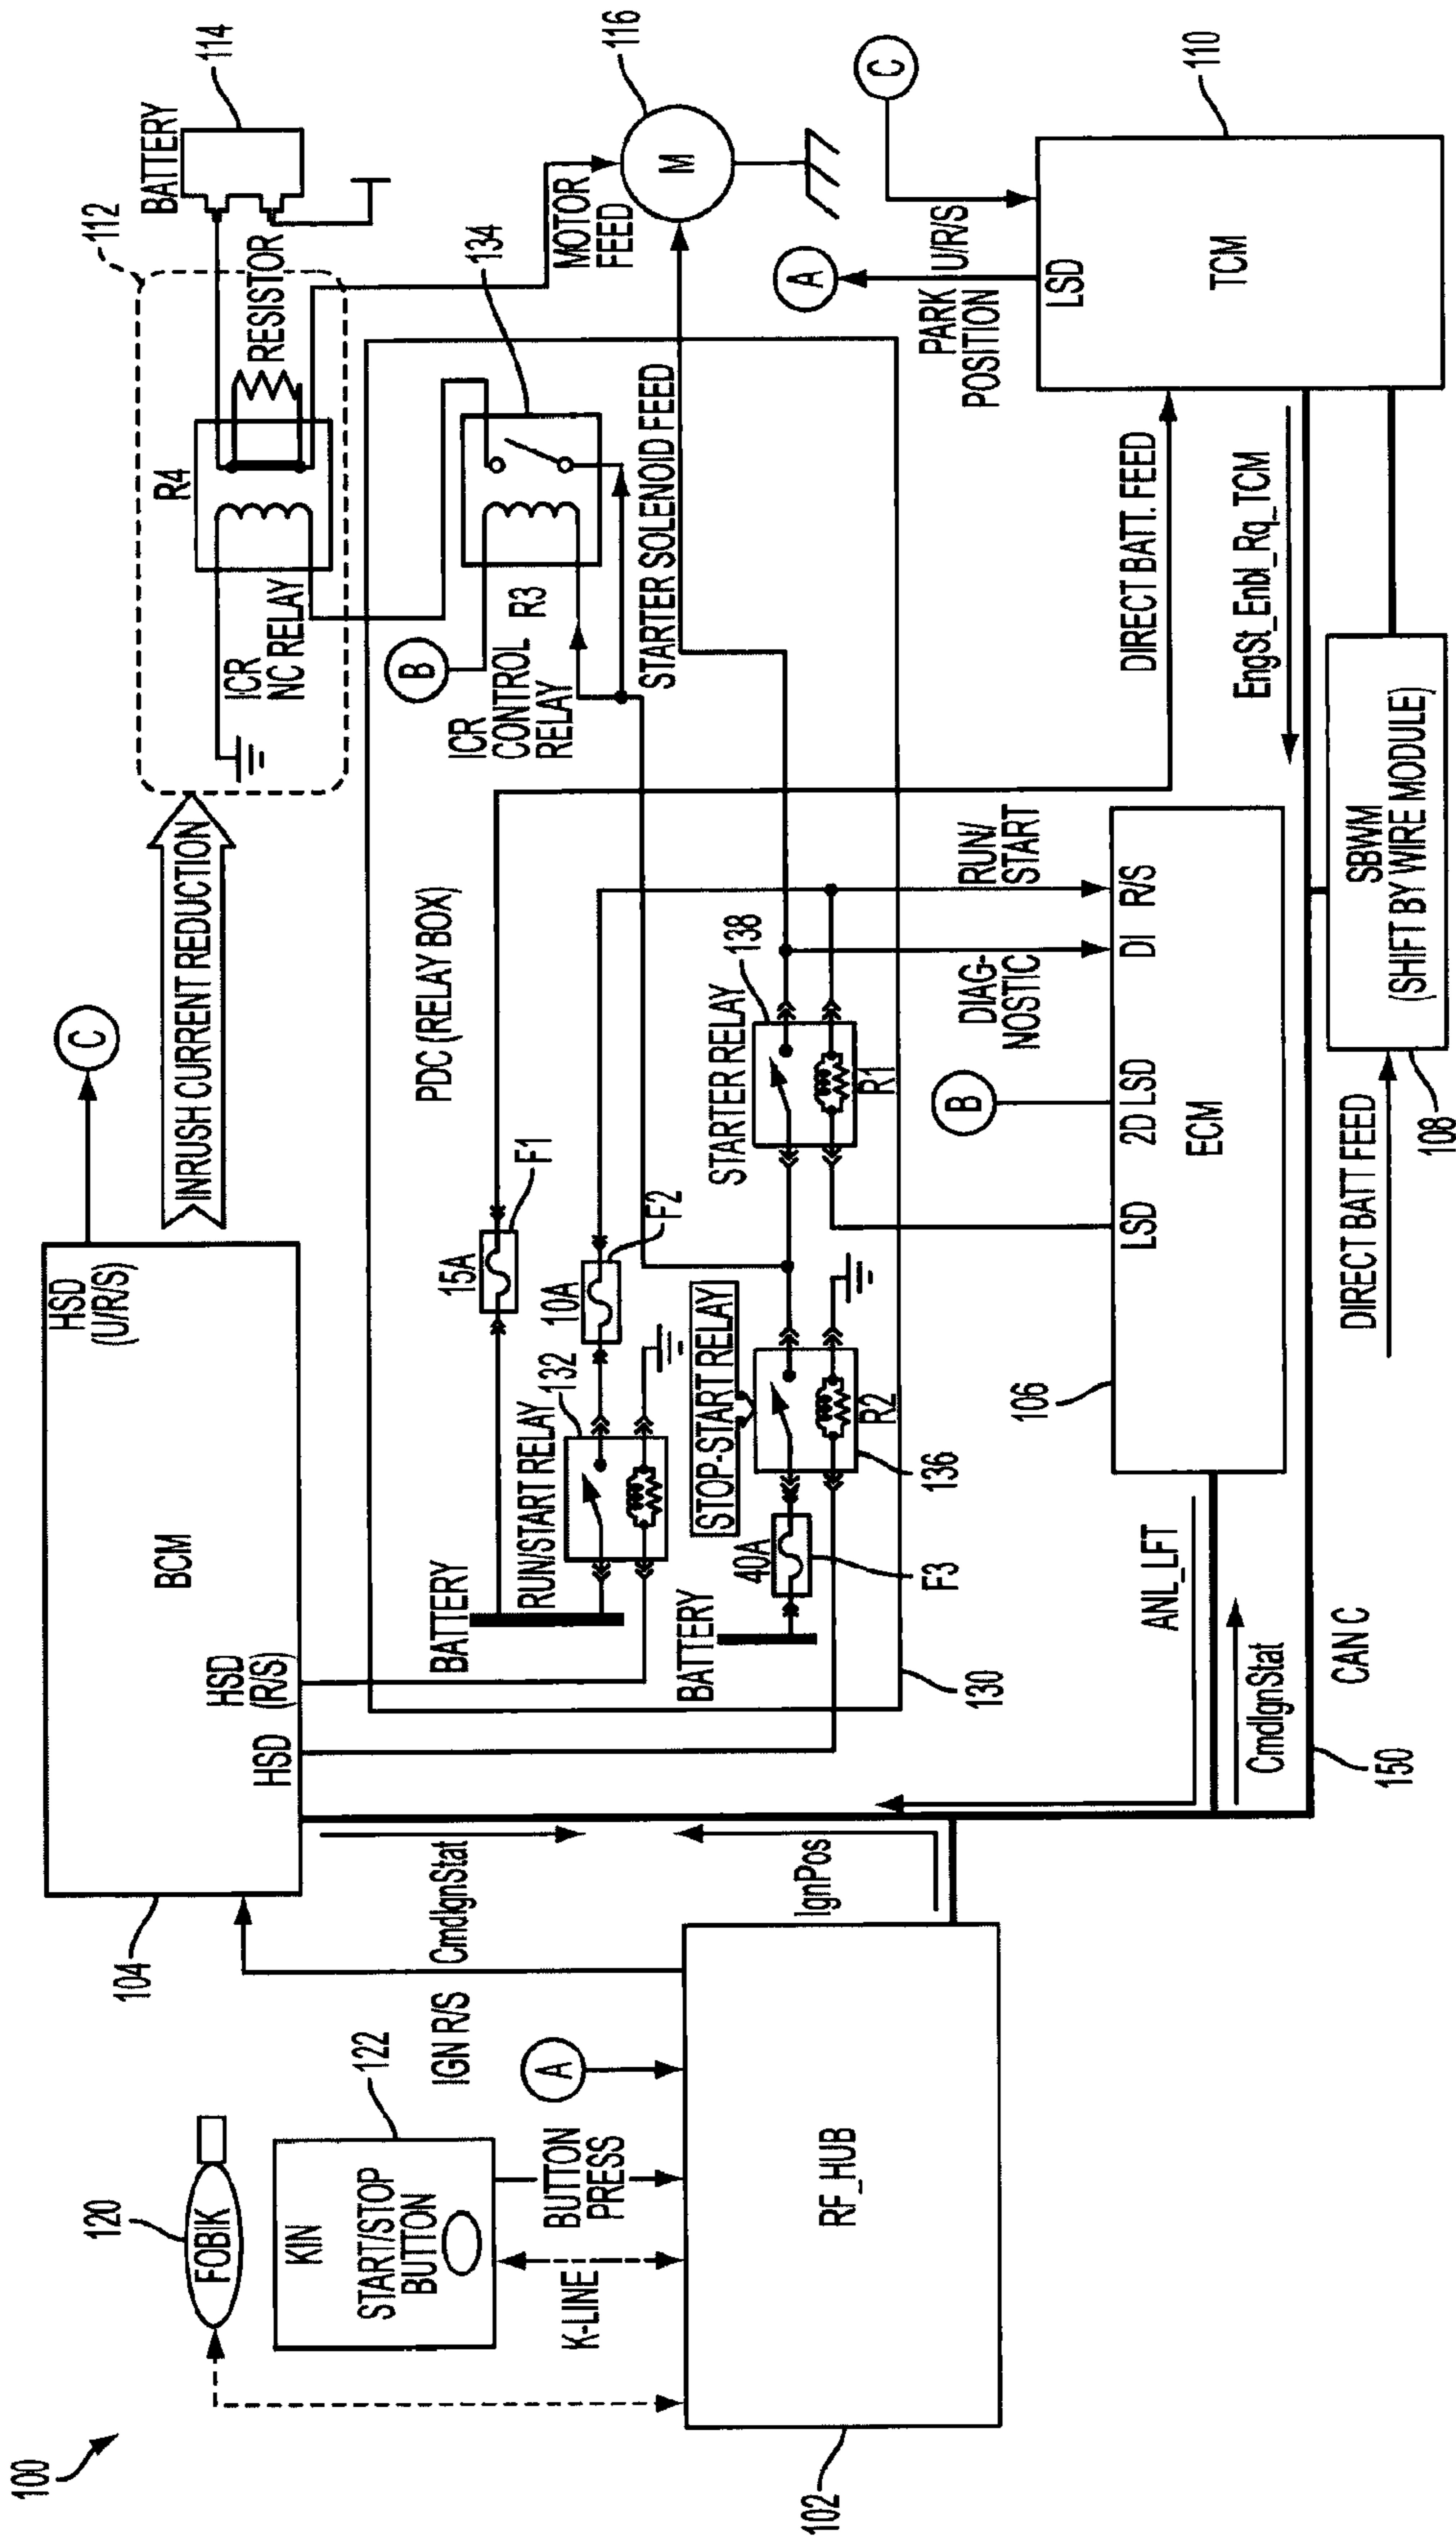 100
120
FOBIK
KIN
START/STOP
BUTTON
122
K-LINE
BUTTON
PRESS
A
IGN R/S
RF_HUB
102
104
BCM
HSD
(U/R/S)
HSD
(R/S)
HSD
C
CmdIgnStat
IgnPos
INRUSH CURRENT REDUCTION
112
BATTERY
114
R4
RESISTOR
ICR
NC RELAY
MOTOR
FEED
M
116
134
B
ICR
CONTROL
RELAY
R3
STARTER SOLENOID FEED
PDC (RELAY BOX)
BATTERY
15A
F1
RUN/START RELAY
132
10A
F2
BATTERY
40A
F3
STOP-START RELAY
R2
136
STARTER RELAY
138
R1
130
DIAG-
NOSTIC
RUN/
START
B
LSD
2D LSD
DI
R/S
ECM
106
ANL_LFT
CmdIgnStat
CAN C
150
DIRECT BATT FEED
108
SBWM
(SHIFT BY WIRE MODULE)
EngSt_Enbl_Rq_TCM
DIRECT BATT. FEED
PARK
POSITION
A
U/R/S
C
LSD
TCM
110